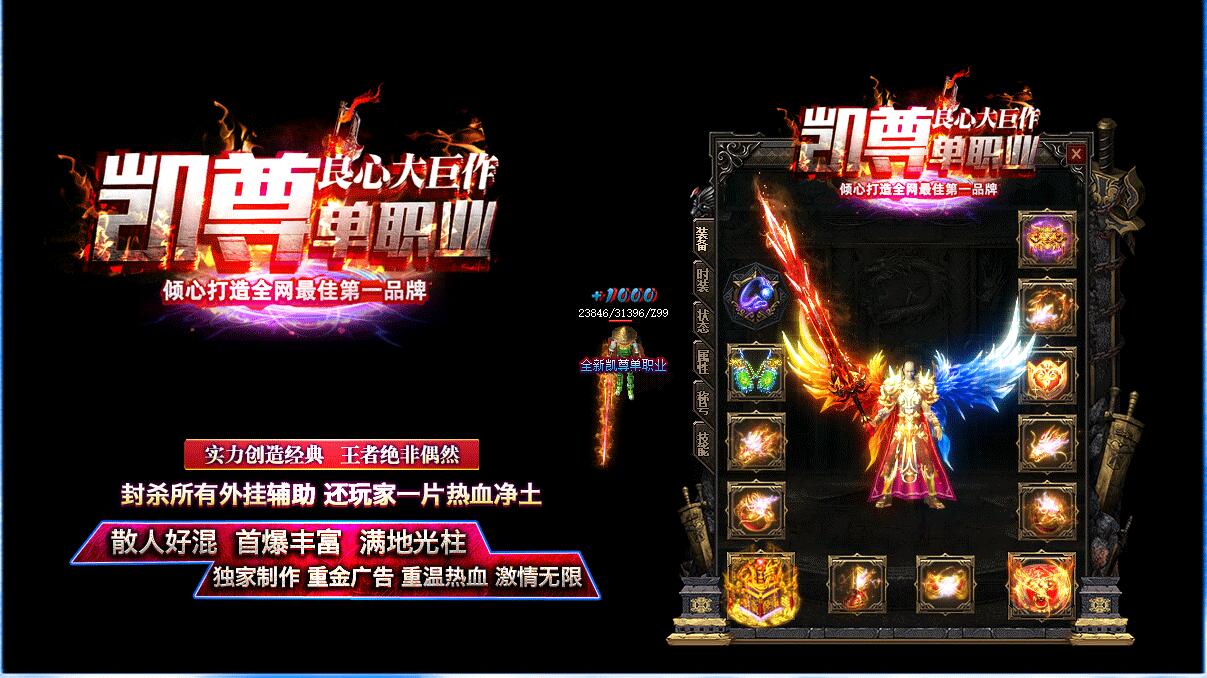 凯尊
良心大巨作
单职业
倾心打造全网最佳第一品牌
实力创造经典 王者绝非偶然
封杀所有外挂辅助 还玩家一片热血净土
散人好混 首爆丰富 满地光柱
独家制作 重金广告 重温热血 激情无限
+11000
23846/31396/Z99
全新凯尊单职业
凯尊
良心大巨作
单职业
倾心打造全网最佳第一品牌
装备
时装
状态
属性
称号
技能